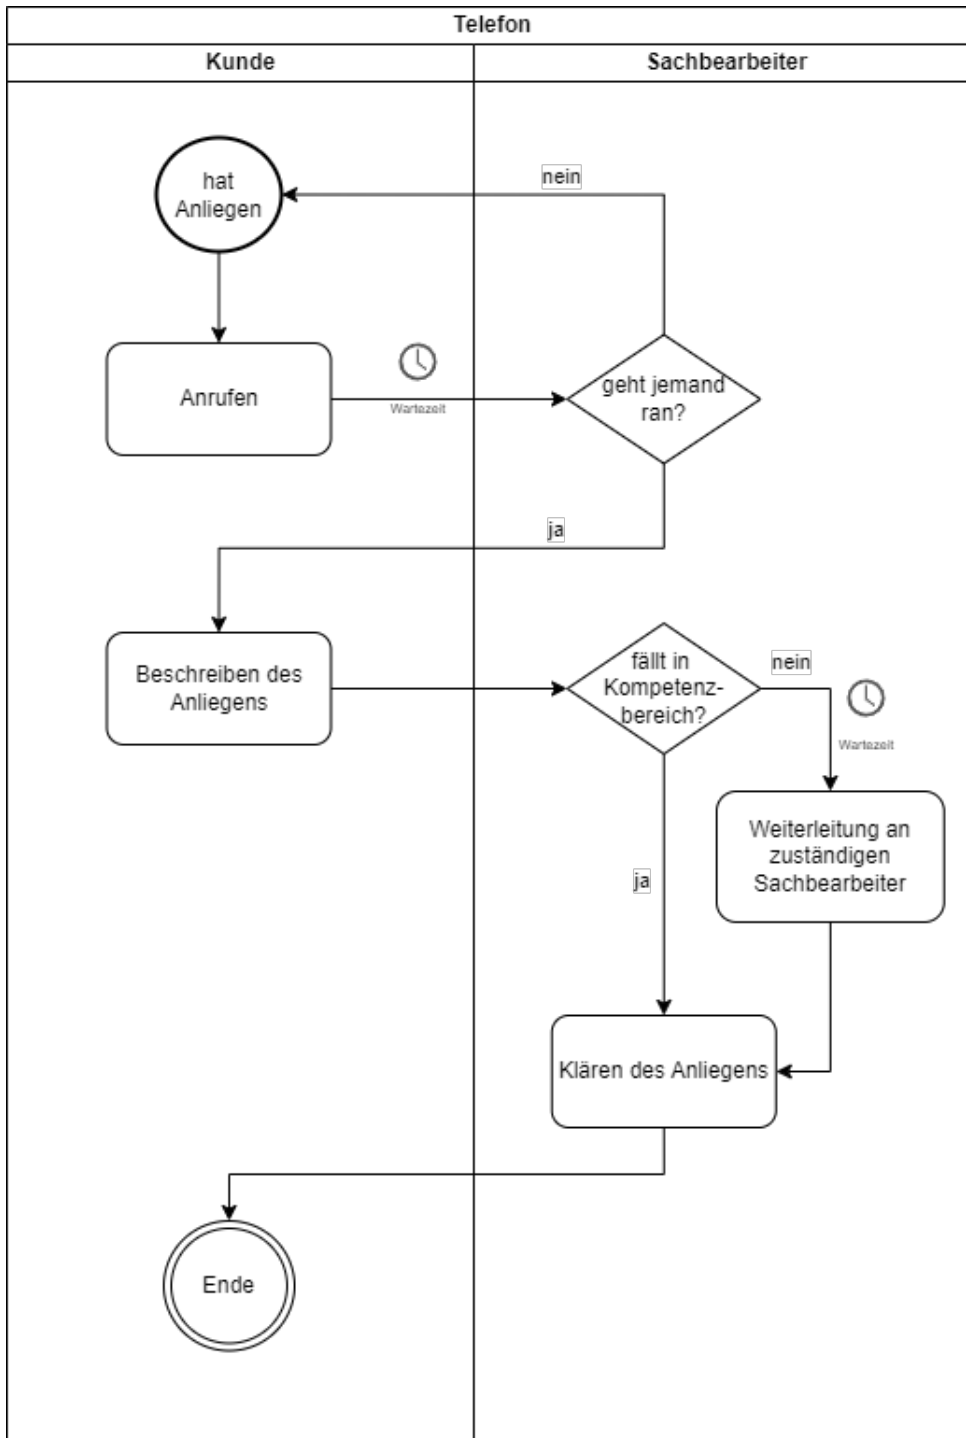 Telefon
Kunde
Sachbearbeiter
nein
hat
Anliegen
Anrufen
Wartezeit
geht jemand
ran?
ja
Beschreiben des
Anliegens
fällt in
Kompetenz-
bereich?
nein
Wartezeit
Weiterleitung an
zuständigen
Sachbearbeiter
ja
Klären des Anliegens
Ende